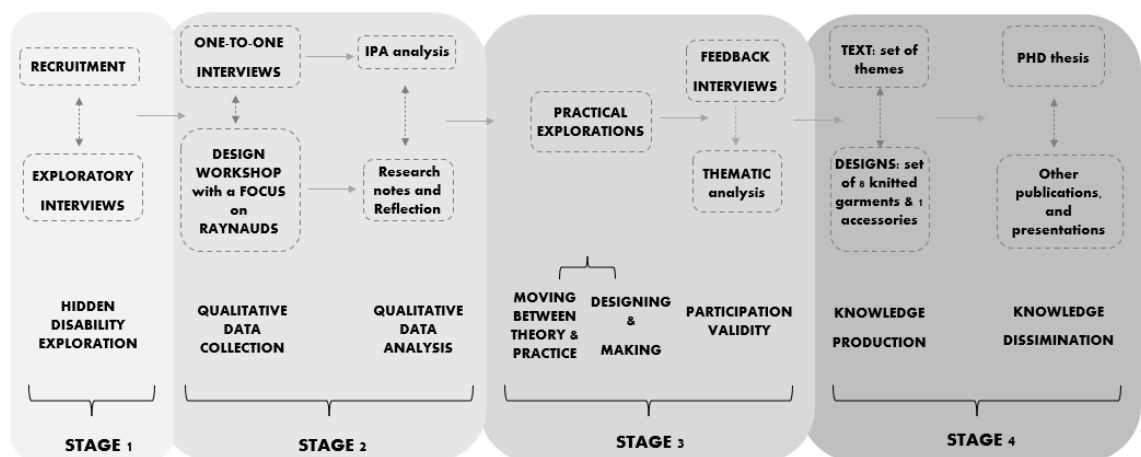 RECRUITMENT
EXPLORATORY
INTERVIEWS
HIDDEN
DISABILITY
EXPLORATION
STAGE 1
ONE-TO-ONE
INTERVIEWS
DESIGN
WORKSHOP
with a FOCUS
on
RAYNAUDS
QUALITATIVE
DATA
COLLECTION
IPA analysis
Research
notes and
Reflection
QUALITATIVE
DATA
ANALYSIS
STAGE 2
PRACTICAL
EXPLORATIONS
MOVING
BETWEEN
THEORY &
PRACTICE
DESIGNING
&
MAKING
FEEDBACK
INTERVIEWS
THEMATIC
analysis
PARTICIPATION
VALIDITY
STAGE 3
TEXT: set of
themes
DESIGNS: set
of 8 knitted
garments & 1
accessories
KNOWLEDGE
PRODUCTION
PHD thesis
Other
publications,
and
presentations
KNOWLEDGE
DISSIMINATION
STAGE 4